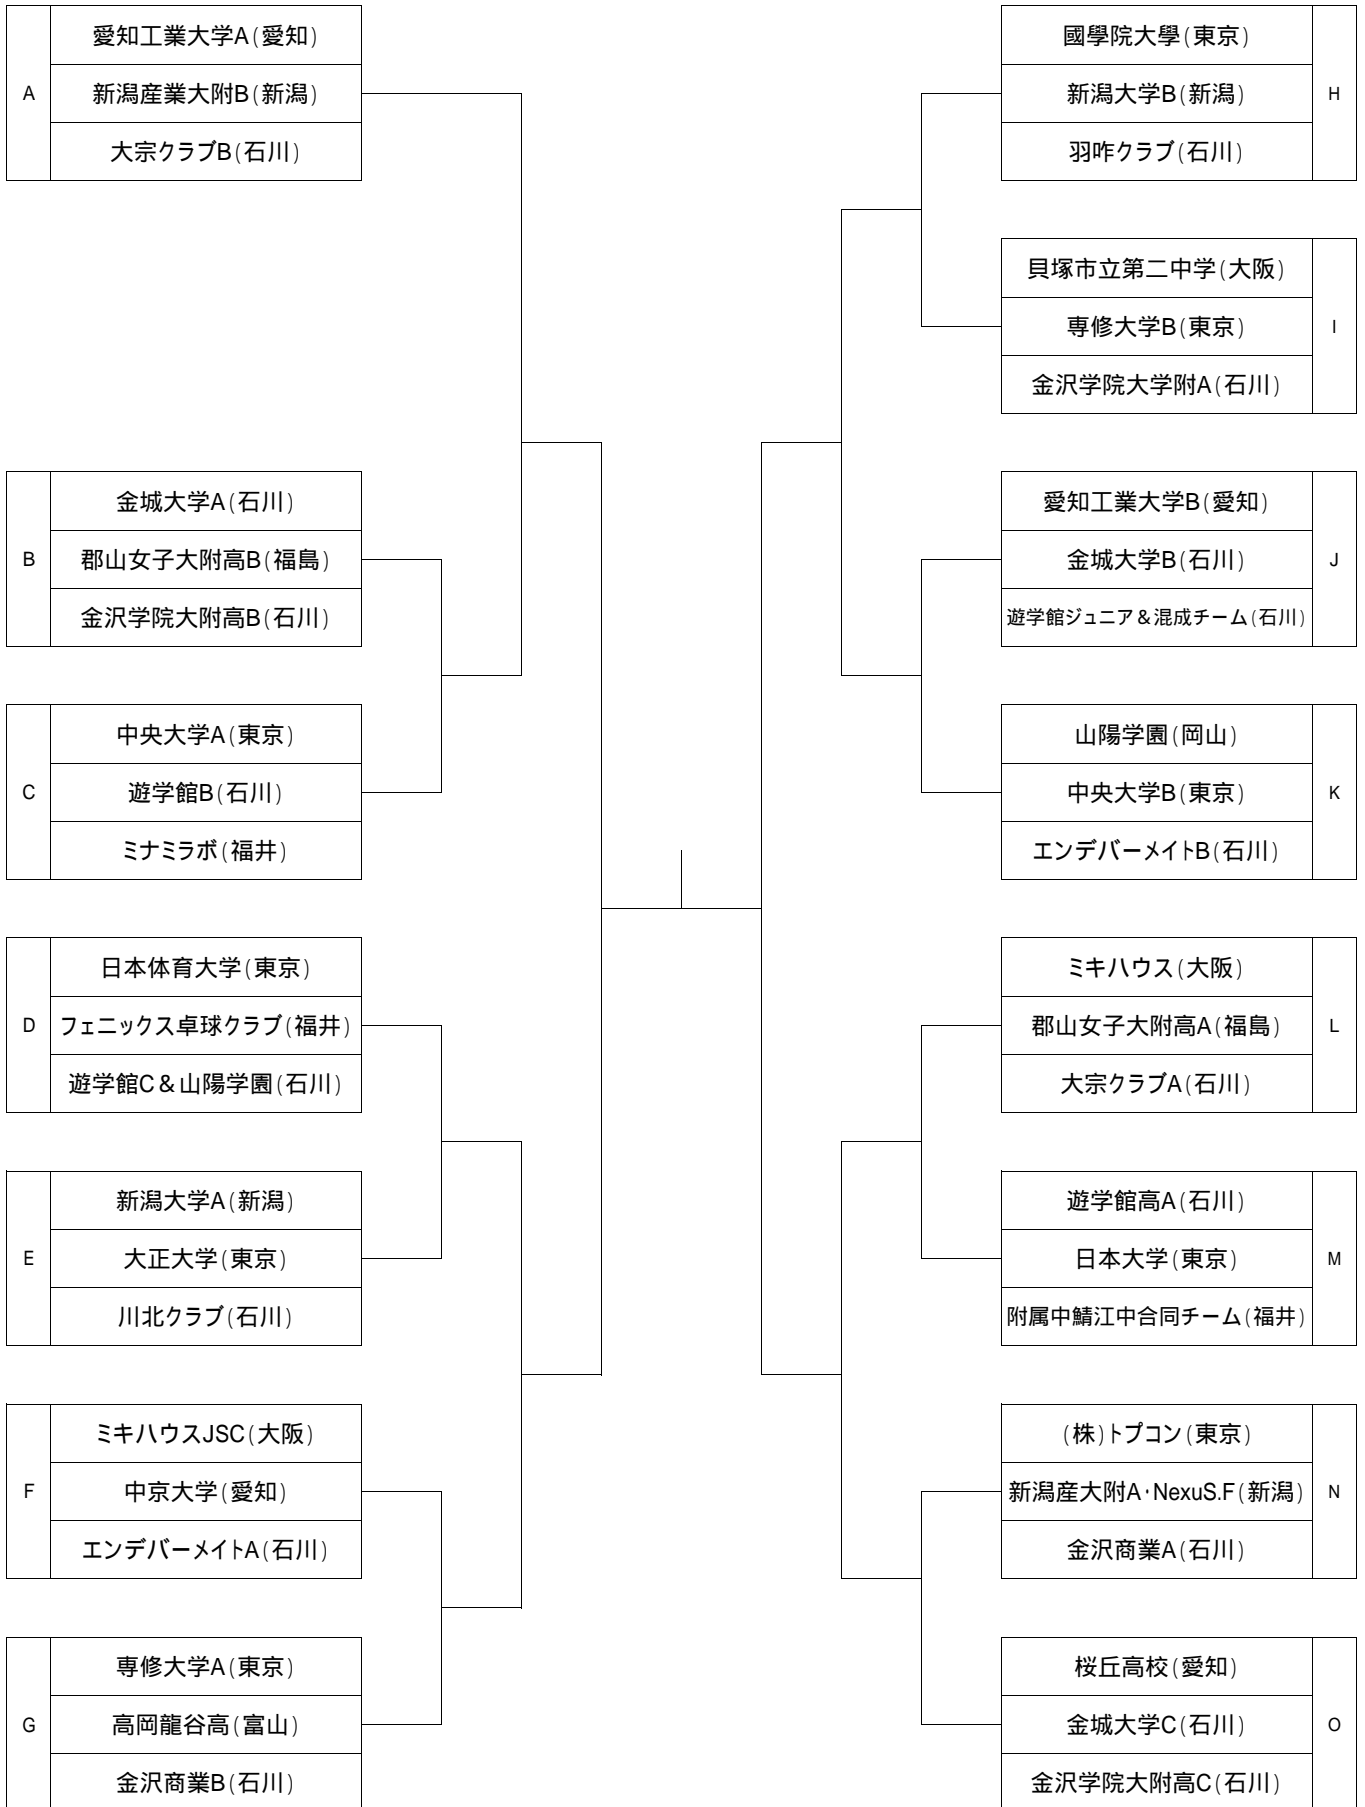 A
愛知工業大学A(愛知)
新潟産業大附B(新潟)
大宗クラブB(石川)
B
金城大学A(石川)
郡山女子大附高B(福島)
金沢学院大附高B(石川)
C
中央大学A(東京)
遊学館B(石川)
ミナミラボ(福井)
D
日本体育大学(東京)
フェニックス卓球クラブ(福井)
遊学館C&山陽学園(石川)
E
新潟大学A(新潟)
大正大学(東京)
川北クラブ(石川)
F
ミキハウスJSC(大阪)
中京大学(愛知)
エンデバーメイトA(石川)
G
専修大学A(東京)
高岡龍谷高(富山)
金沢商業B(石川)
國學院大學(東京)
新潟大学B(新潟)
羽咋クラブ(石川)
H
貝塚市立第二中学(大阪)
専修大学B(東京)
金沢学院大学附A(石川)
I
愛知工業大学B(愛知)
金城大学B(石川)
遊学館ジュニア&混成チーム(石川)
J
山陽学園(岡山)
中央大学B(東京)
エンデバーメイトB(石川)
K
ミキハウス(大阪)
郡山女子大附高A(福島)
大宗クラブA(石川)
L
遊学館高A(石川)
日本大学(東京)
附属中鯖江中合同チーム(福井)
M
(株)トプコン(東京)
新潟産大附A・NexuS.F(新潟)
金沢商業A(石川)
N
桜丘高校(愛知)
金城大学C(石川)
金沢学院大附高C(石川)
O